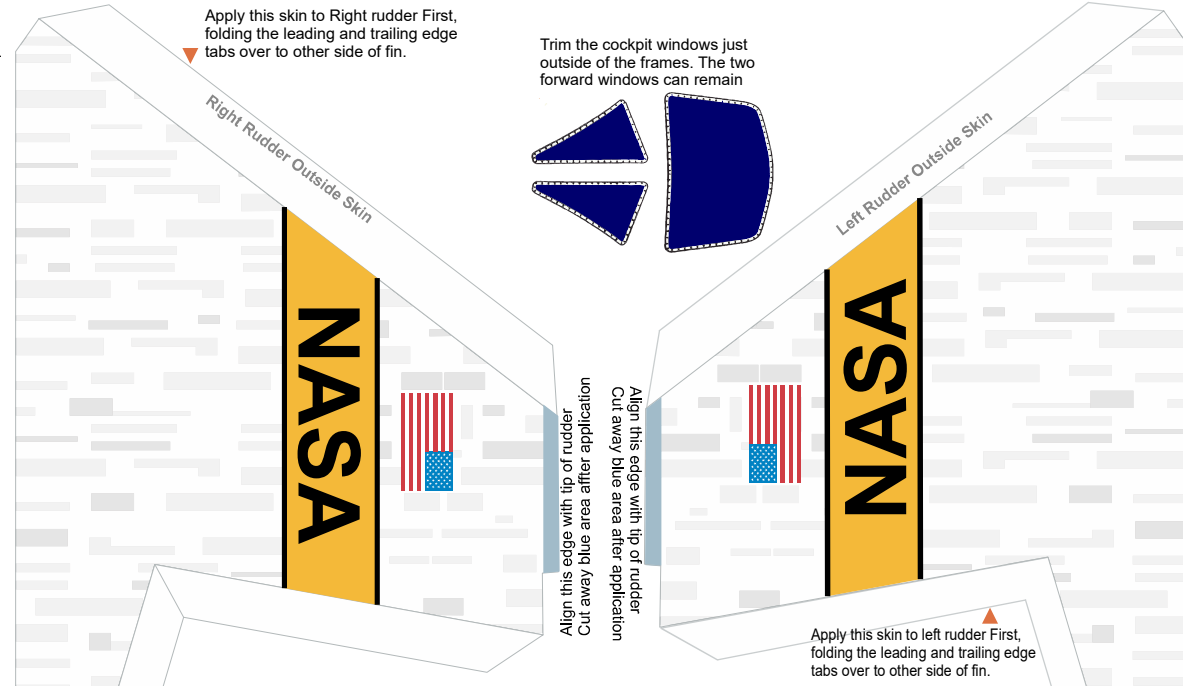 Apply this skin to Right rudder First,
folding the leading and trailing edge
tabs over to other side of fin.
Trim the cockpit windows just
outside of the frames. The two
forward windows can remain
Right Rudder Outside Skin
Left Rudder Outside Skin
NASA
NASA
Align this edge with tip of rudder
Cut away blue area affter application
Align this edge with tip of rudder
Cut away blue area after application
Apply this skin to left rudder First,
folding the leading and trailing edge
tabs over to other side of fin.